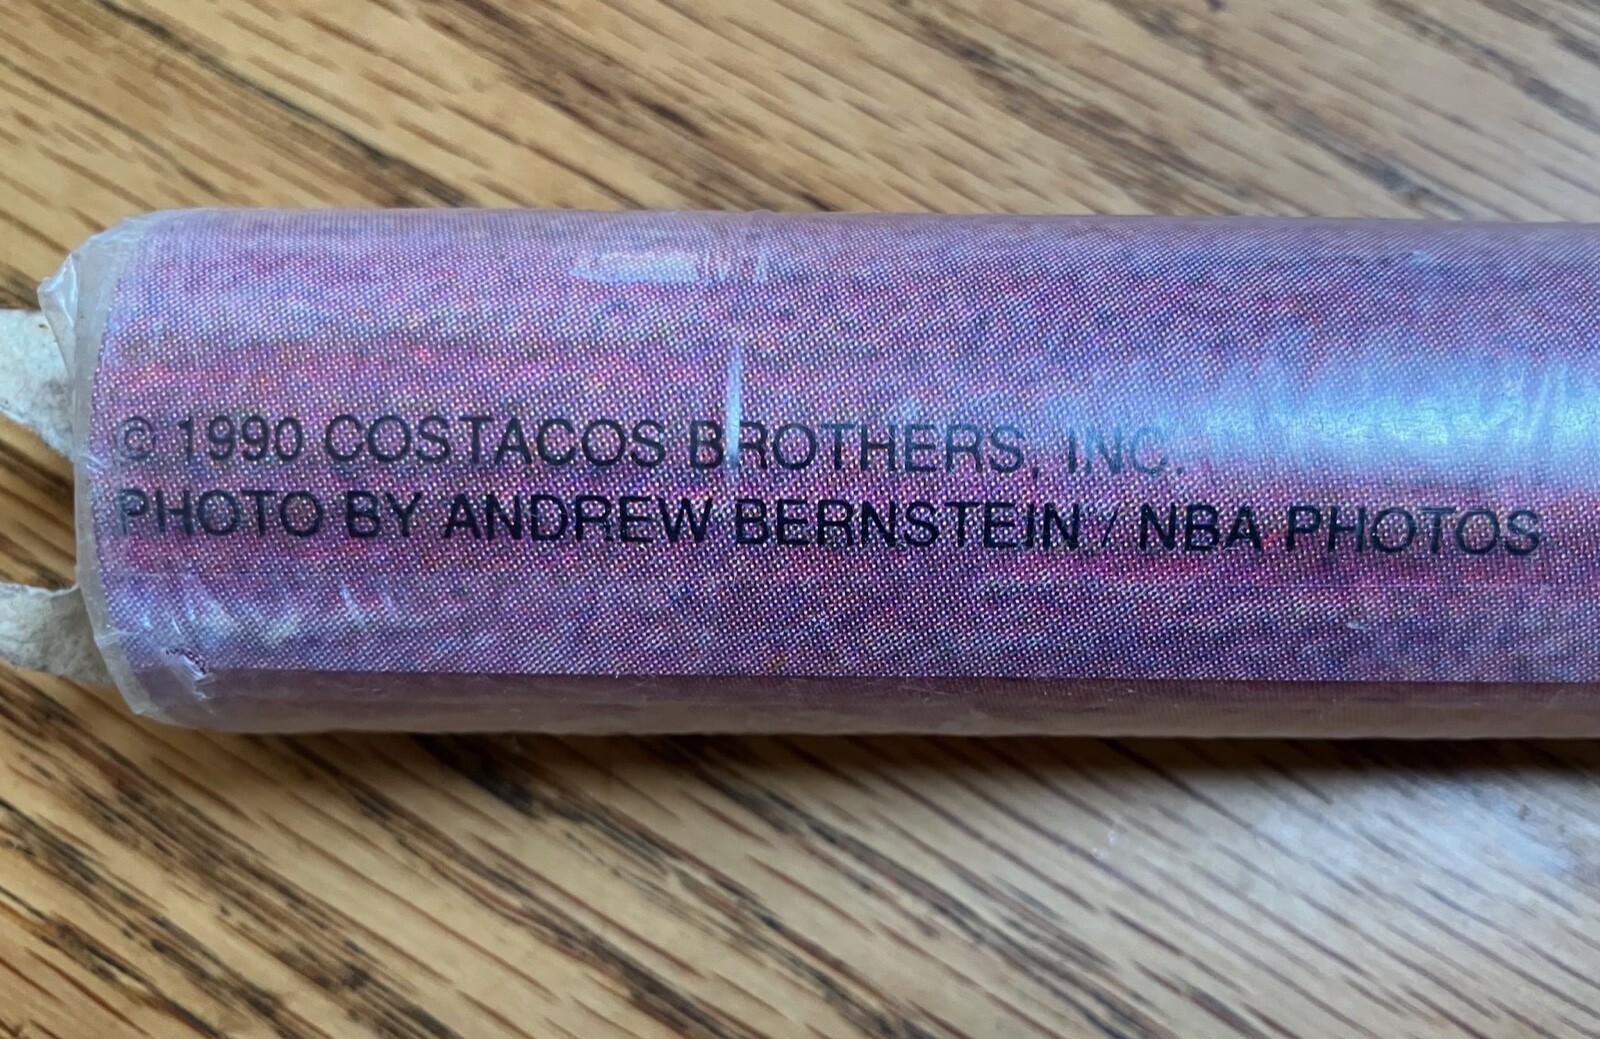 © 1990 COSTACOS BROTHERS, INC.
PHOTO BY ANDREW BERNSTEIN / NBA PHOTOS